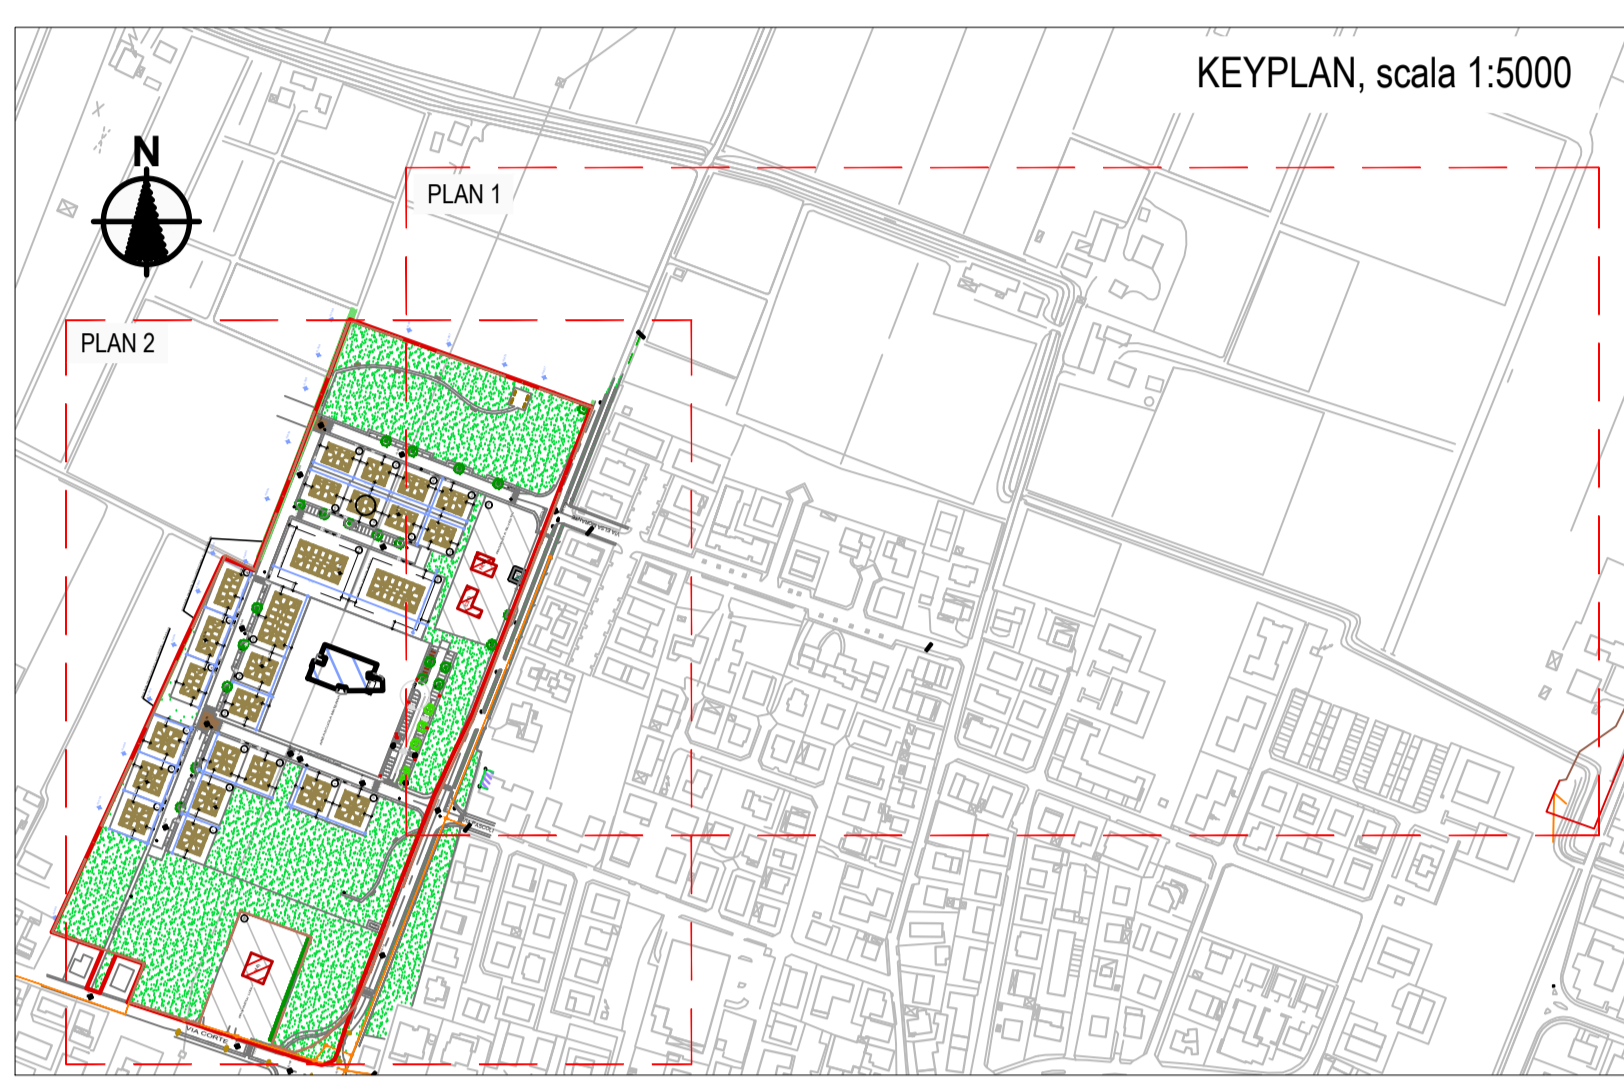 KEYPLAN, scala 1:5000
N
PLAN 1
PLAN 2
VIA CORTE